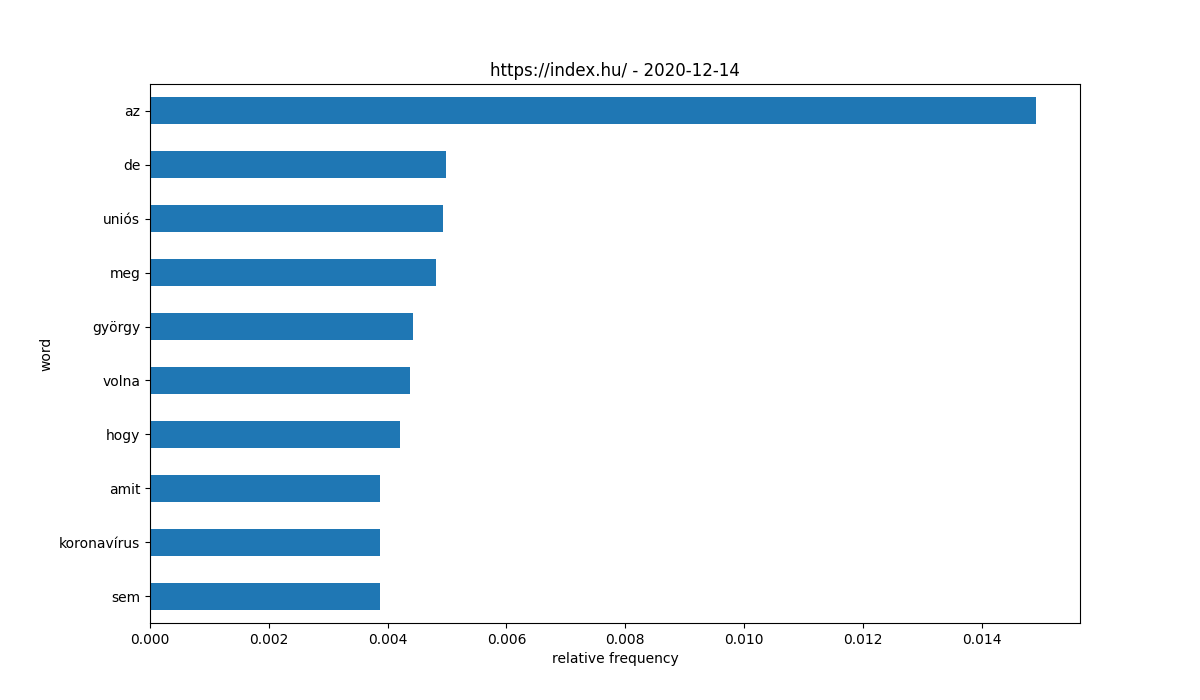 https://index.hu/ - 2020-12-14
az
de
uniós
meg
györgy
volna
hogy
amit
koronavírus
sem
word
0.000 0.002 0.004 0.006 0.008 0.010 0.012 0.014
relative frequency